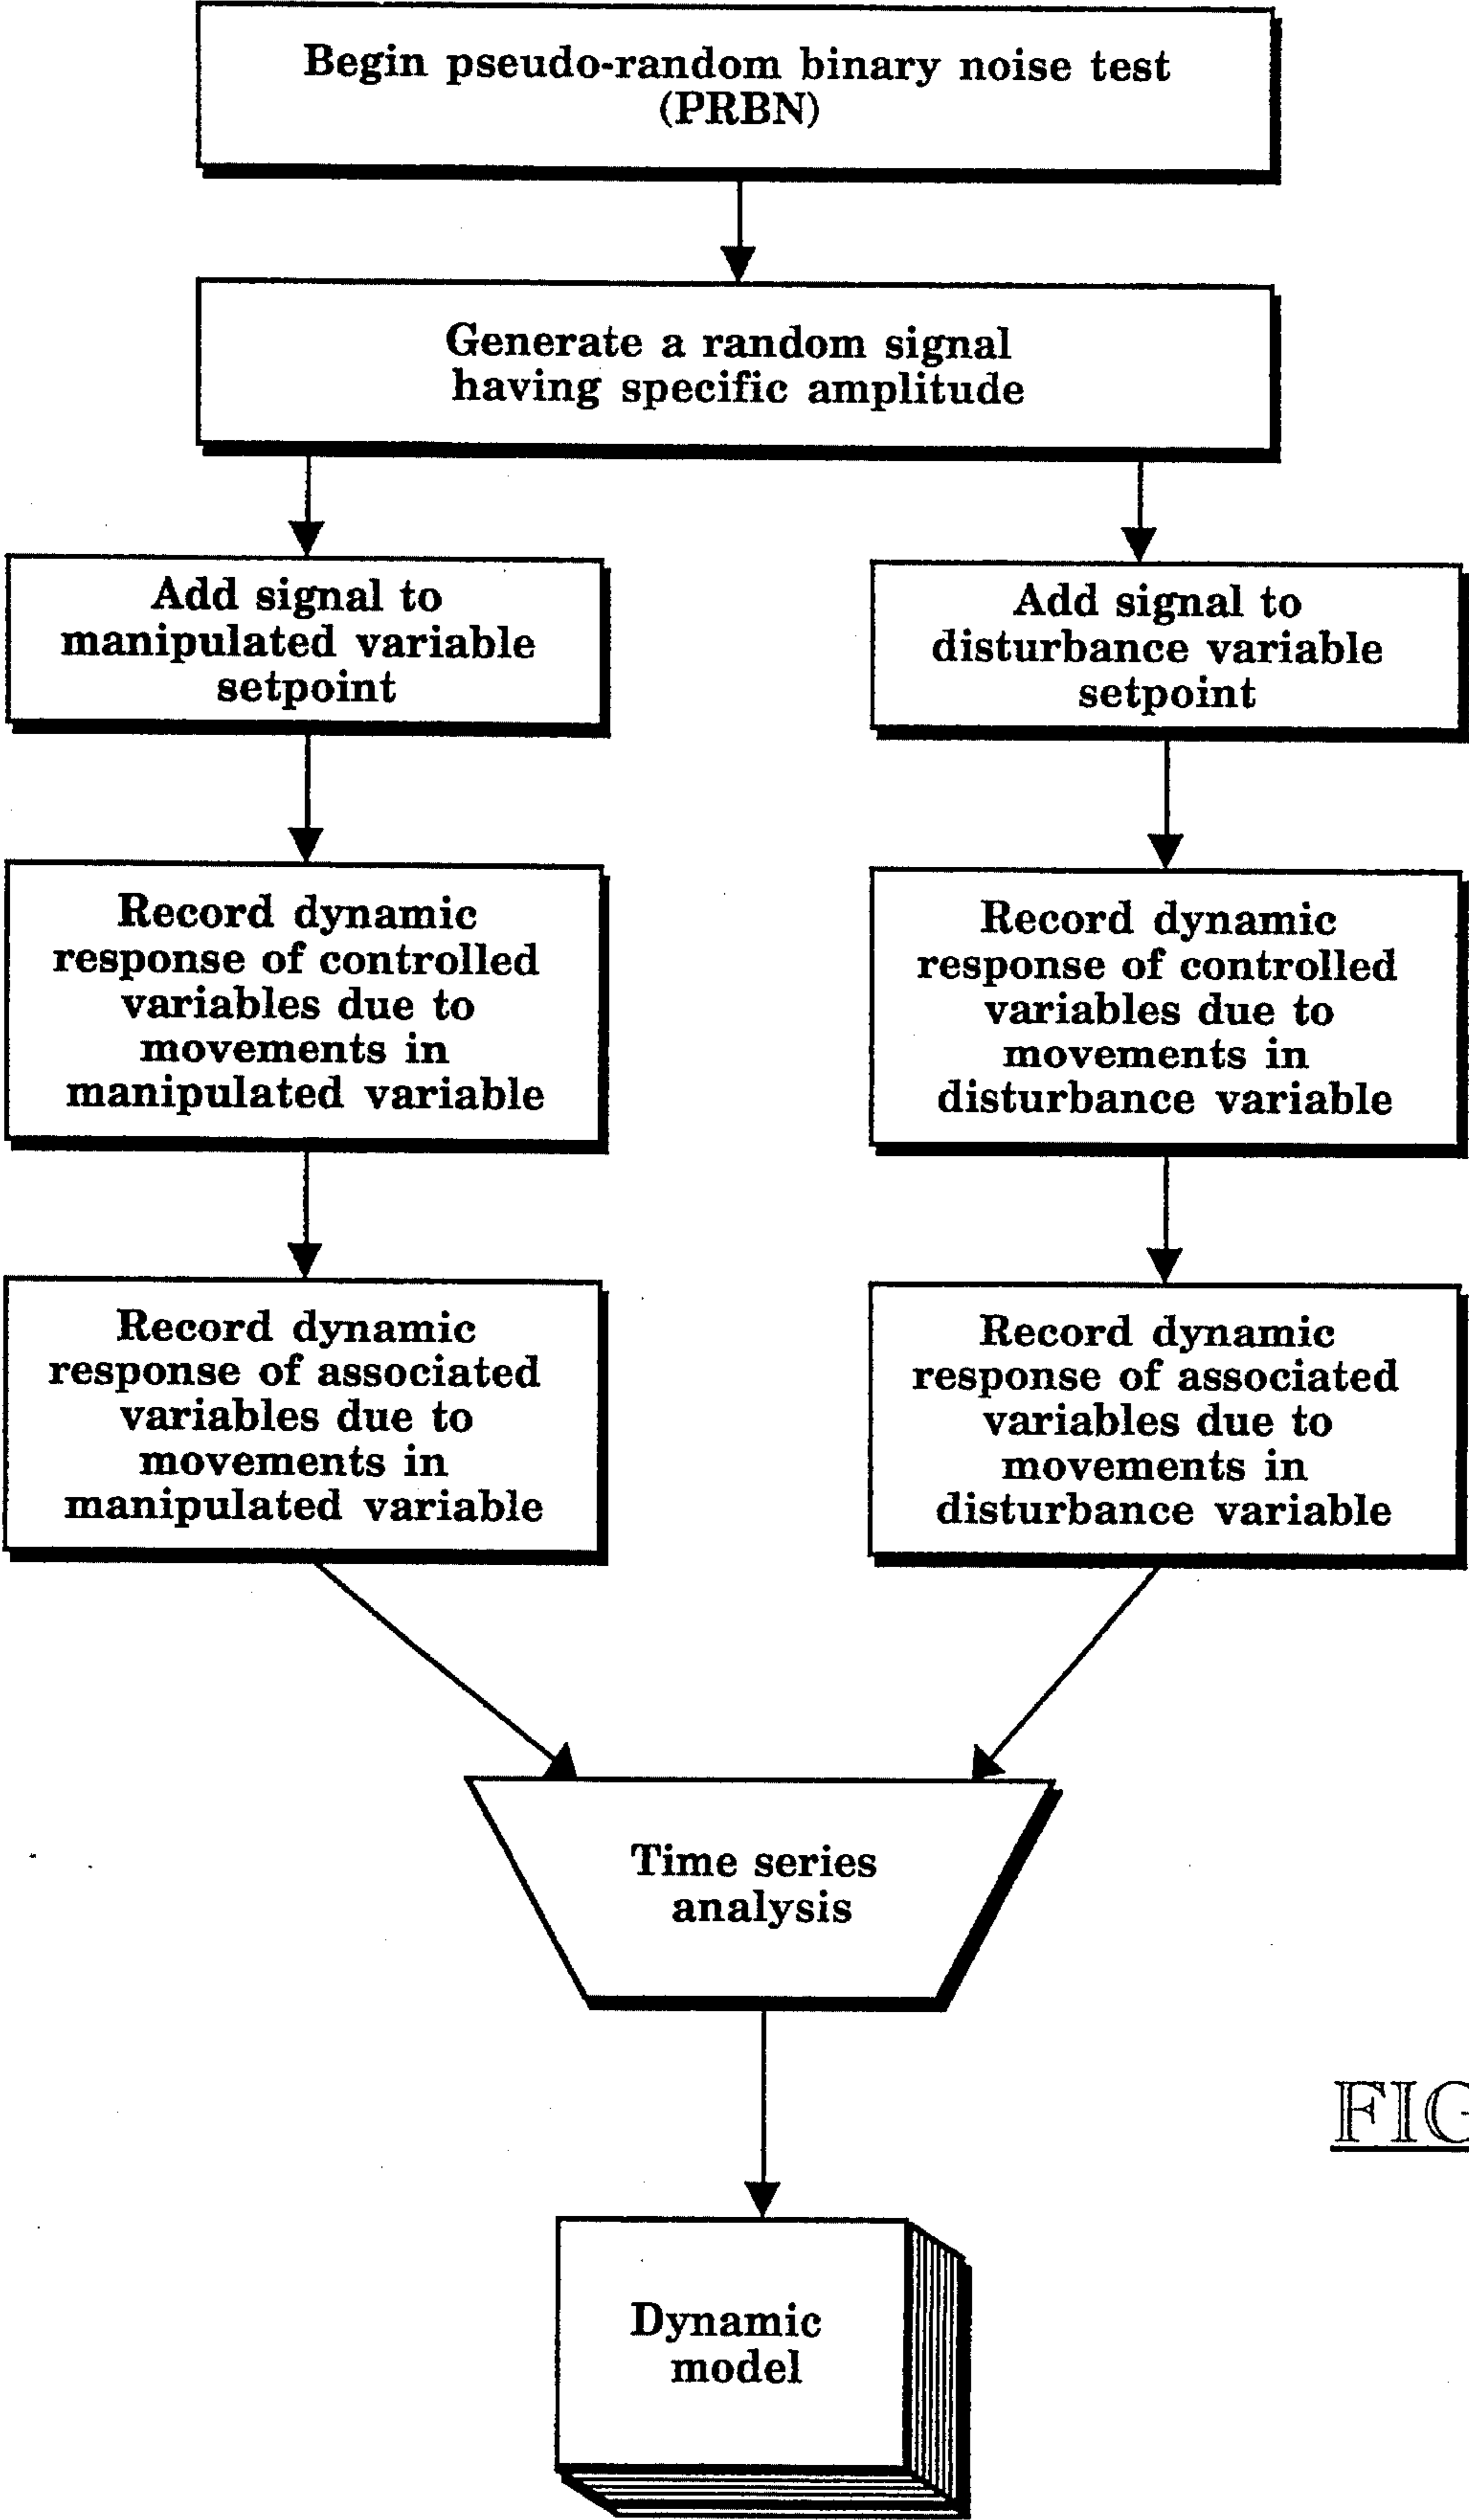 Begin pseudo-random binary noise test
(PRBN)
Generate a random signal
having specific amplitude
Add signal to
manipulated variable
setpoint
Add signal to
disturbance variable
setpoint
Record dynamic
response of controlled
variables due to
movements in
manipulated variable
Record dynamic
response of controlled
variables due to
movements in
disturbance variable
Record dynamic
response of associated
variables due to
movements in
manipulated variable
Record dynamic
response of associated
variables due to
movements in
disturbance variable
Time series
analysis
FIG
Dynamic
model